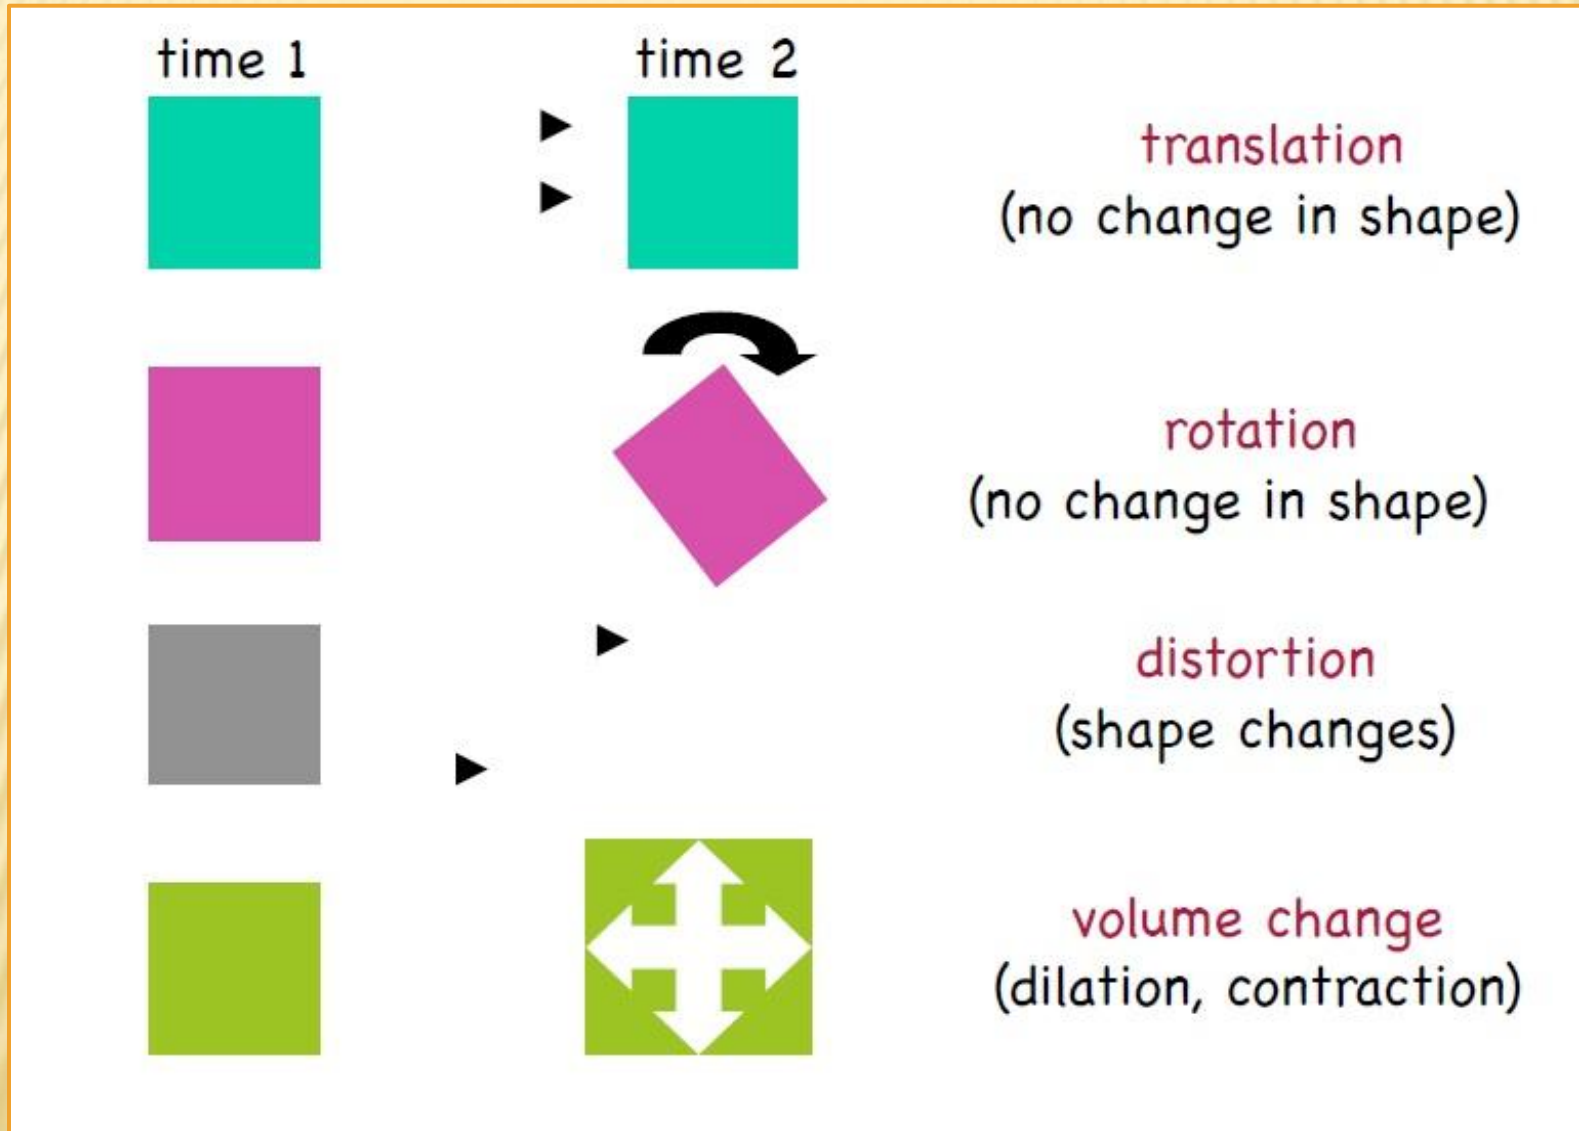 time 1
time 2
translation
(no change in shape)
rotation
(no change in shape)
distortion
(shape changes)
volume change
(dilation, contraction)